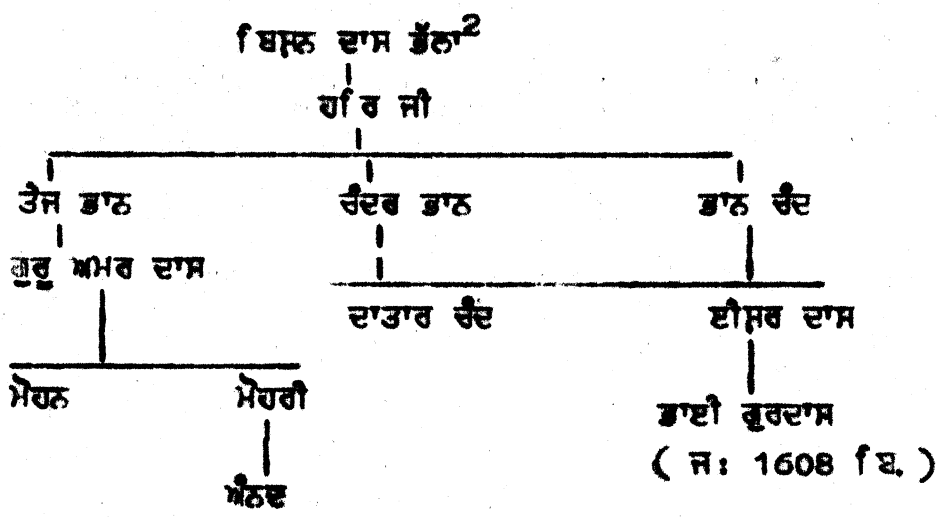 ਬਿਸ਼ਨ ਦਾਸ ਭੱਲਾ2
ਹਰਿ ਜੀ
ਤੇਜ ਭਾਨ ਚੰਦਰ ਭਾਨ ਭਾਨ ਚੰਦ
ਗੁਰੂ ਅਮਰ ਦਾਸ
ਦਾਤਾਰ ਚੰਦ ਈਸ਼ਰ ਦਾਸ
ਮੋਹਨ ਮੋਹਰੀ
ਭਾਈ ਗੁਰਦਾਸ
( ਜ: 1608 ਬਿ. )
ਅੰਨਦ